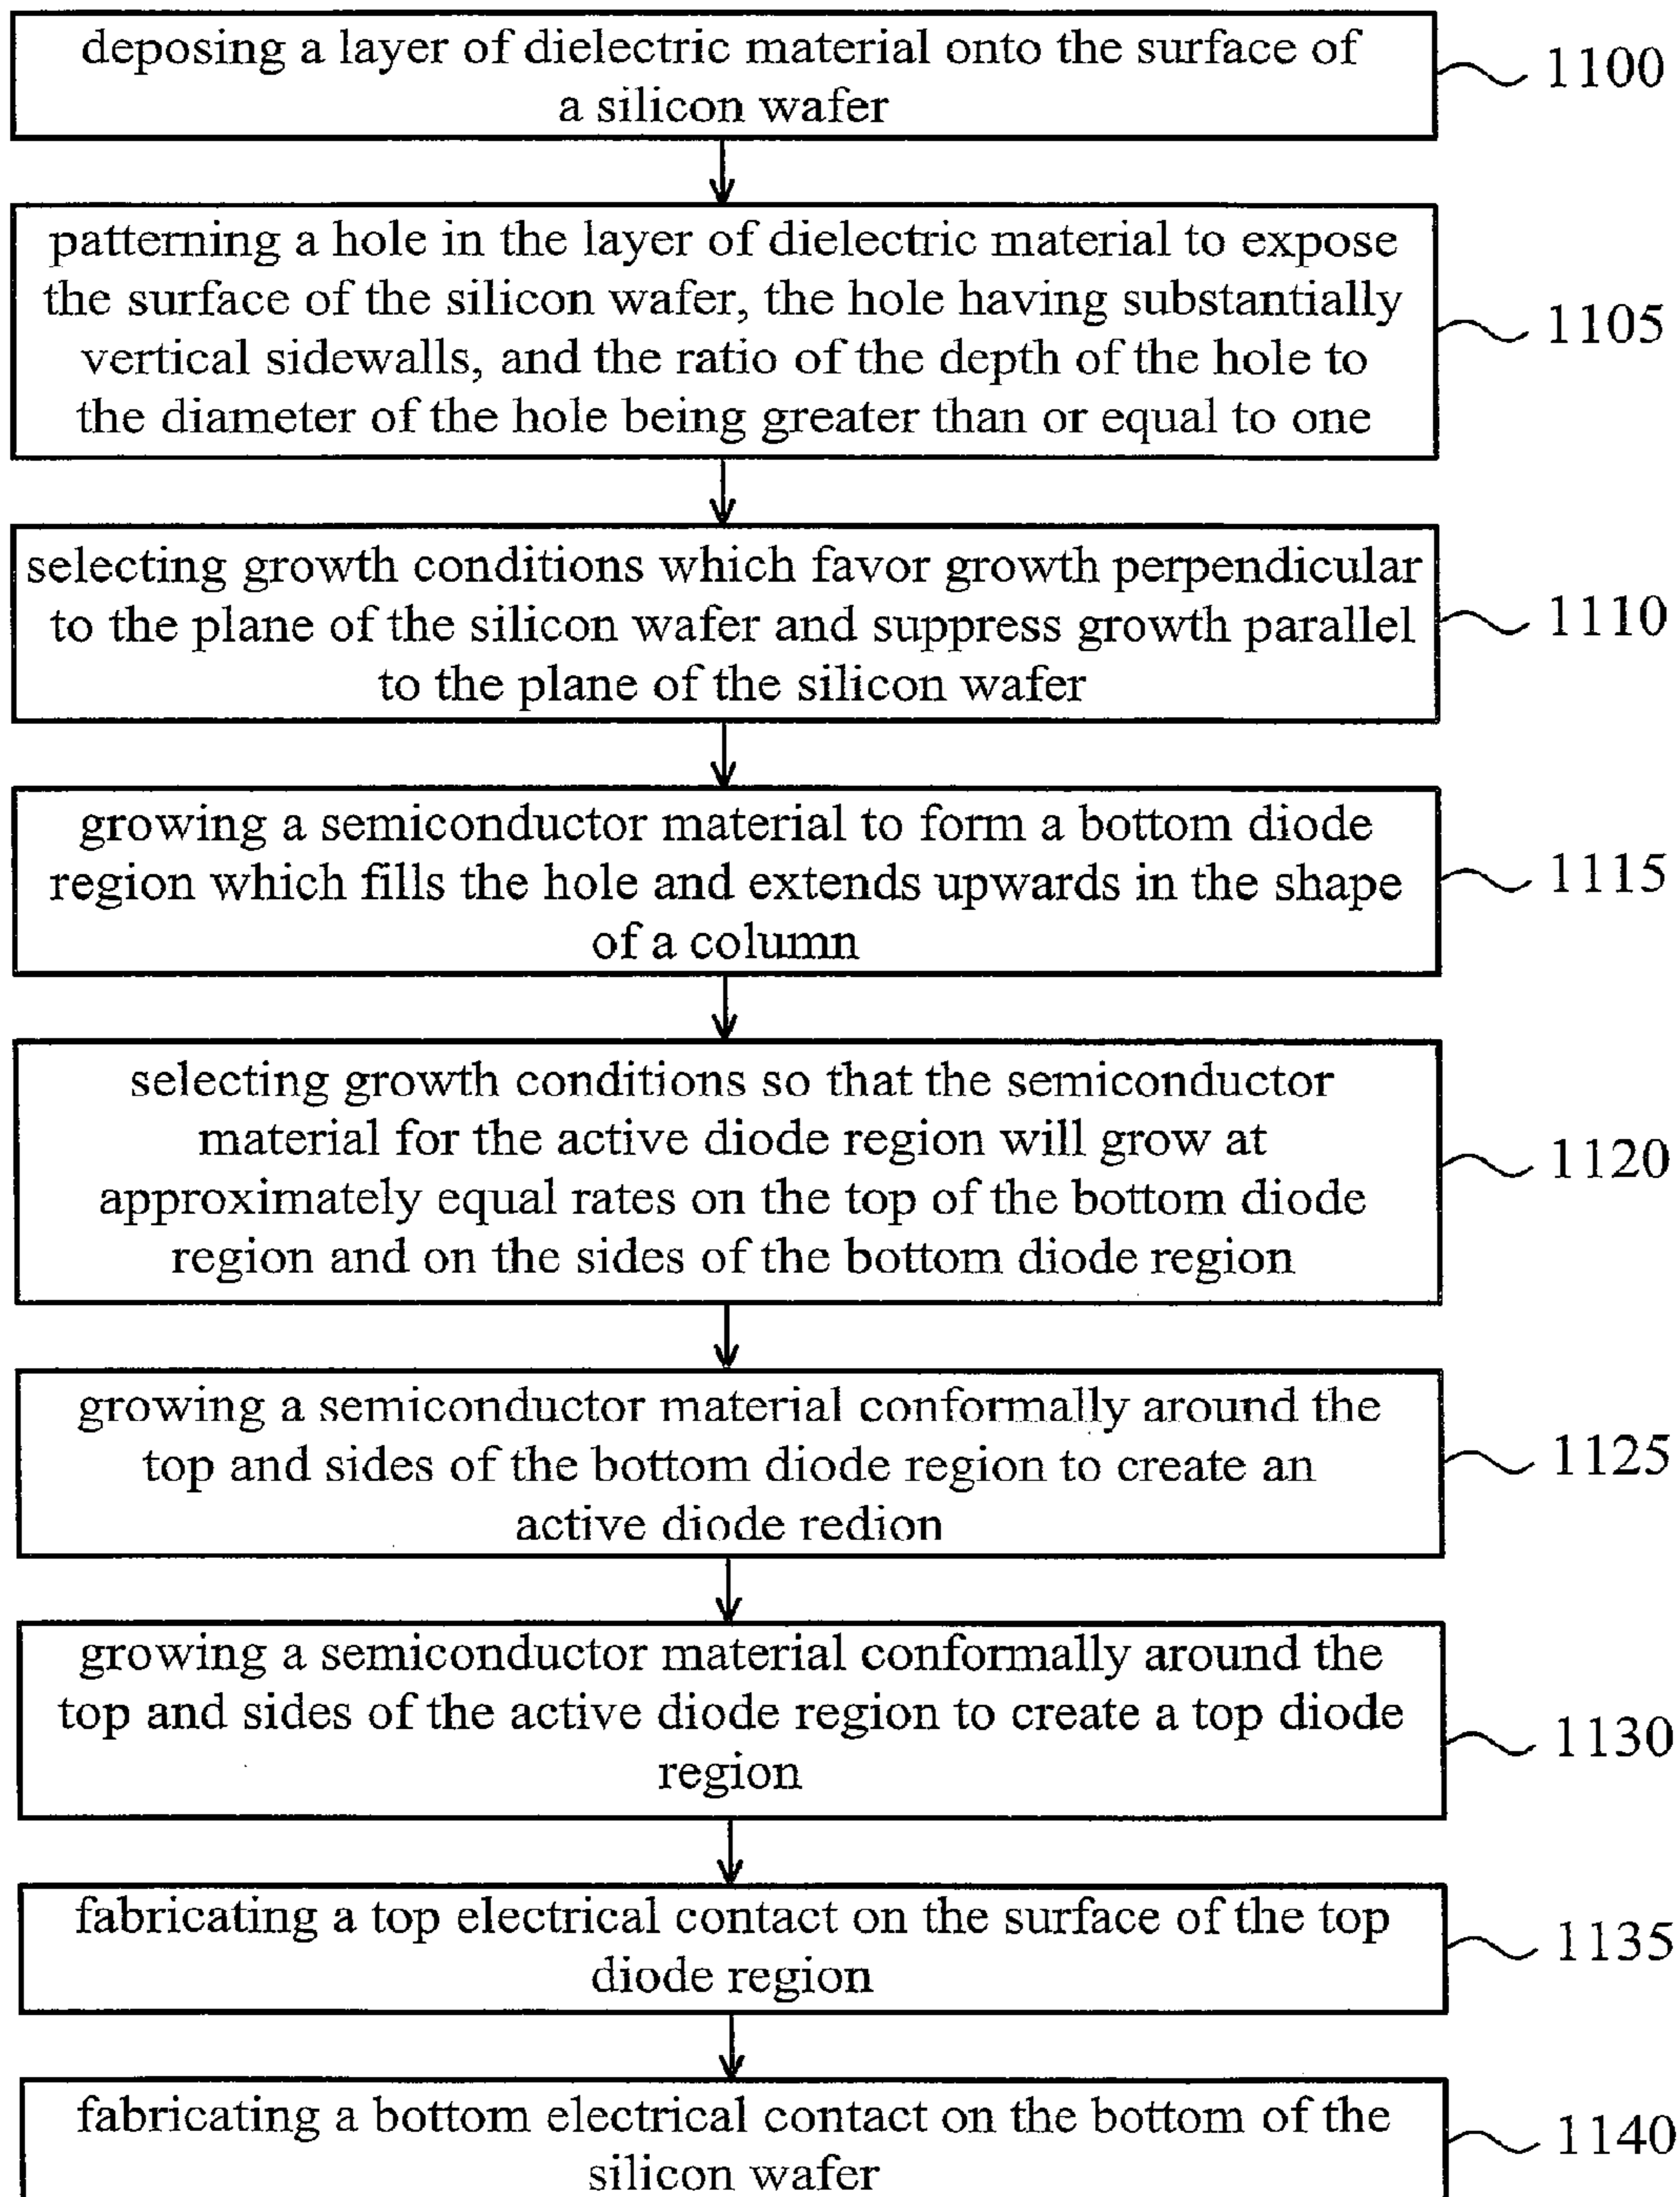 deposing a layer of dielectric material onto the surface of
a silicon wafer
1100
patterning a hole in the layer of dielectric material to expose
the surface of the silicon wafer, the hole having substantially
vertical sidewalls, and the ratio of the depth of the hole to
the diameter of the hole being greater than or equal to one
1105
selecting growth conditions which favor growth perpendicular
to the plane of the silicon wafer and suppress growth parallel
to the plane of the silicon wafer
1110
growing a semiconductor material to form a bottom diode
region which fills the hole and extends upwards in the shape
of a column
1115
selecting growth conditions so that the semiconductor
material for the active diode region will grow at
approximately equal rates on the top of the bottom diode
region and on the sides of the bottom diode region
1120
growing a semiconductor material conformally around the
top and sides of the bottom diode region to create an
active diode redion
1125
growing a semiconductor material conformally around the
top and sides of the active diode region to create a top diode
region
1130
fabricating a top electrical contact on the surface of the top
diode region
1135
fabricating a bottom electrical contact on the bottom of the
silicon wafer
1140